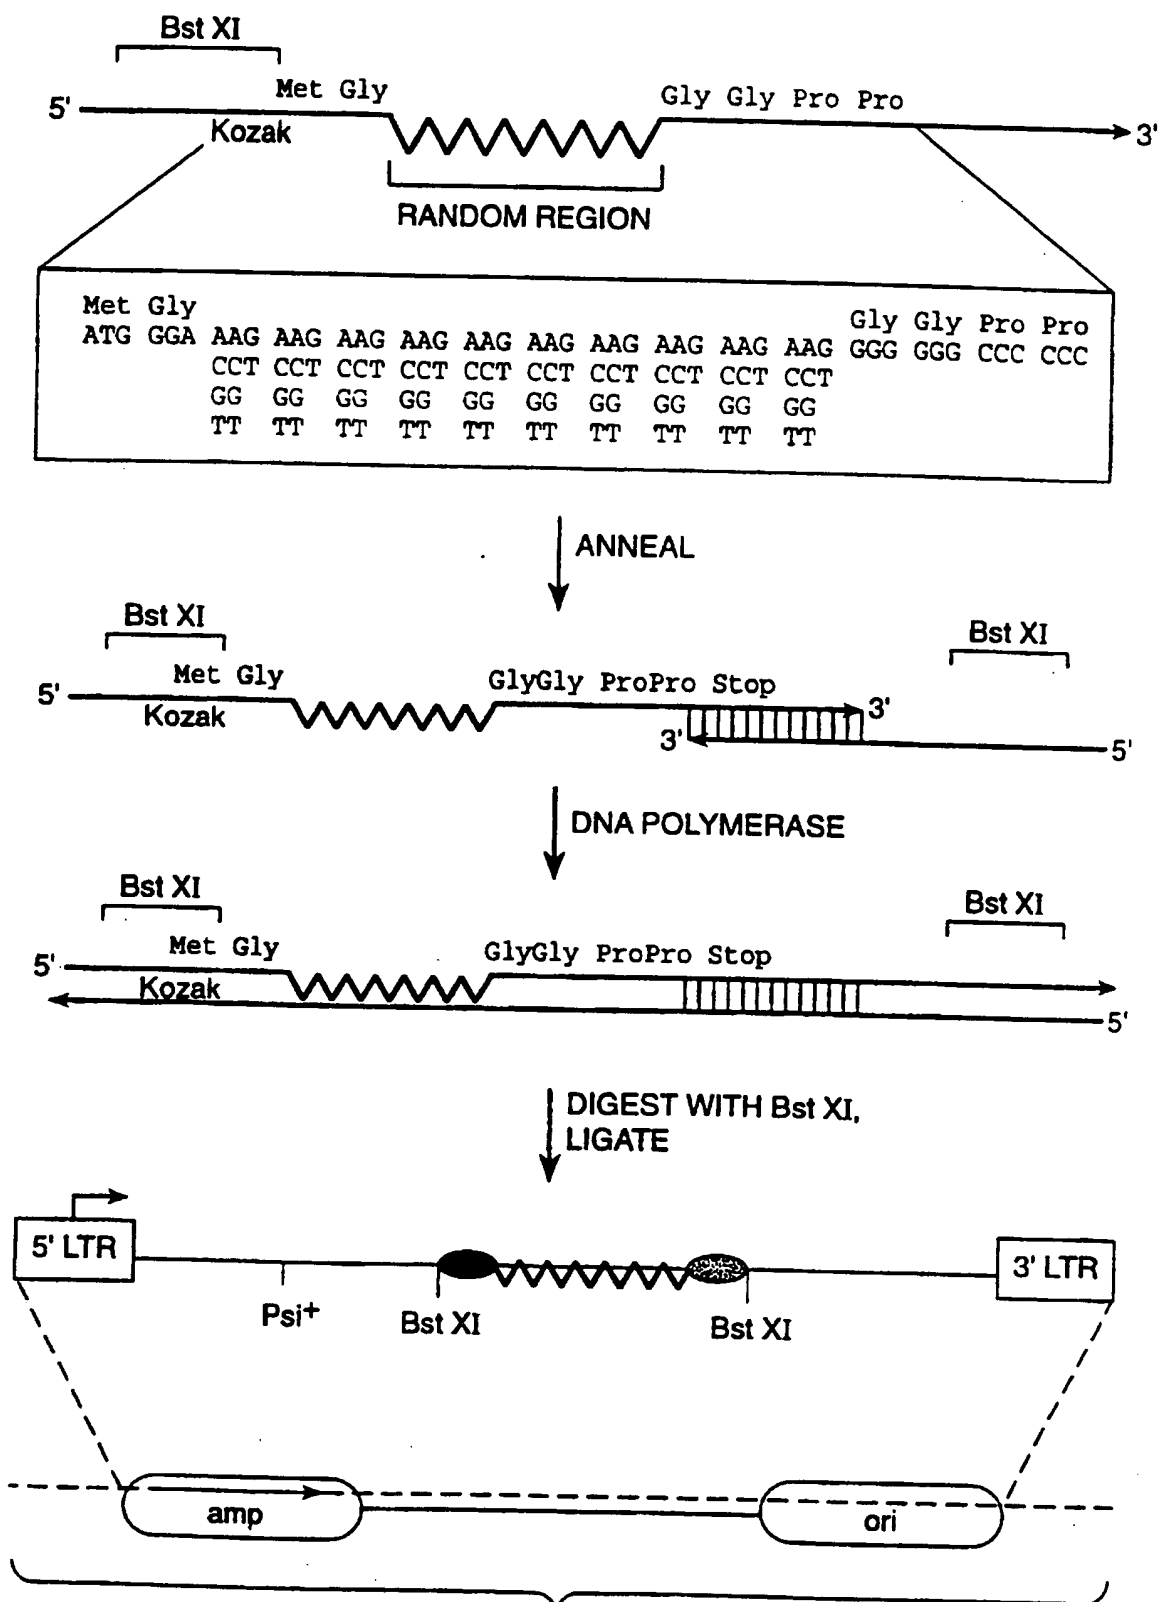 Bst XI
Met Gly
Gly Gly Pro Pro
5'
3'
Kozak
RANDOM REGION
Met Gly
Gly Gly Pro Pro
ATG GGA AAG AAG AAG AAG AAG AAG AAG AAG AAG AAG GGG GGG CCC CCC
CCT CCT CCT CCT CCT CCT CCT CCT CCT CCT
GG GG GG GG GG GG GG GG GG GG
TT TT TT TT TT TT TT TT TT TT
ANNEAL
Bst XI
Bst XI
Met Gly
GlyGly ProPro Stop
5'
3'
Kozak
3'
5'
DNA POLYMERASE
Bst XI
Bst XI
Met Gly
GlyGly ProPro Stop
5'
Kozak
5'
DIGEST WITH Bst XI,
LIGATE
5' LTR
3' LTR
Psi+
Bst XI
Bst XI
amp
ori